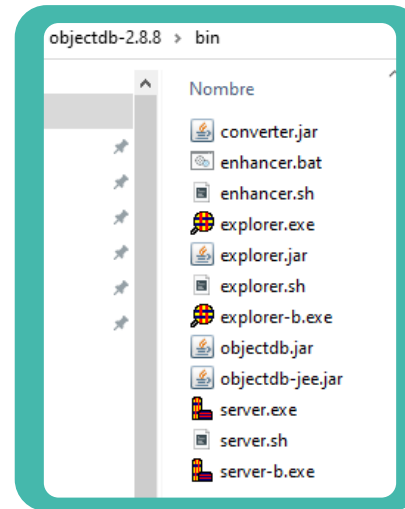 objectdb-2.8.8 > bin
Nombre
converter.jar
enhancer.bat
enhancer.sh
explorer.exe
explorer.jar
explorer.sh
explorer-b.exe
objectdb.jar
objectdb-jee.jar
server.exe
server.sh
server-b.exe